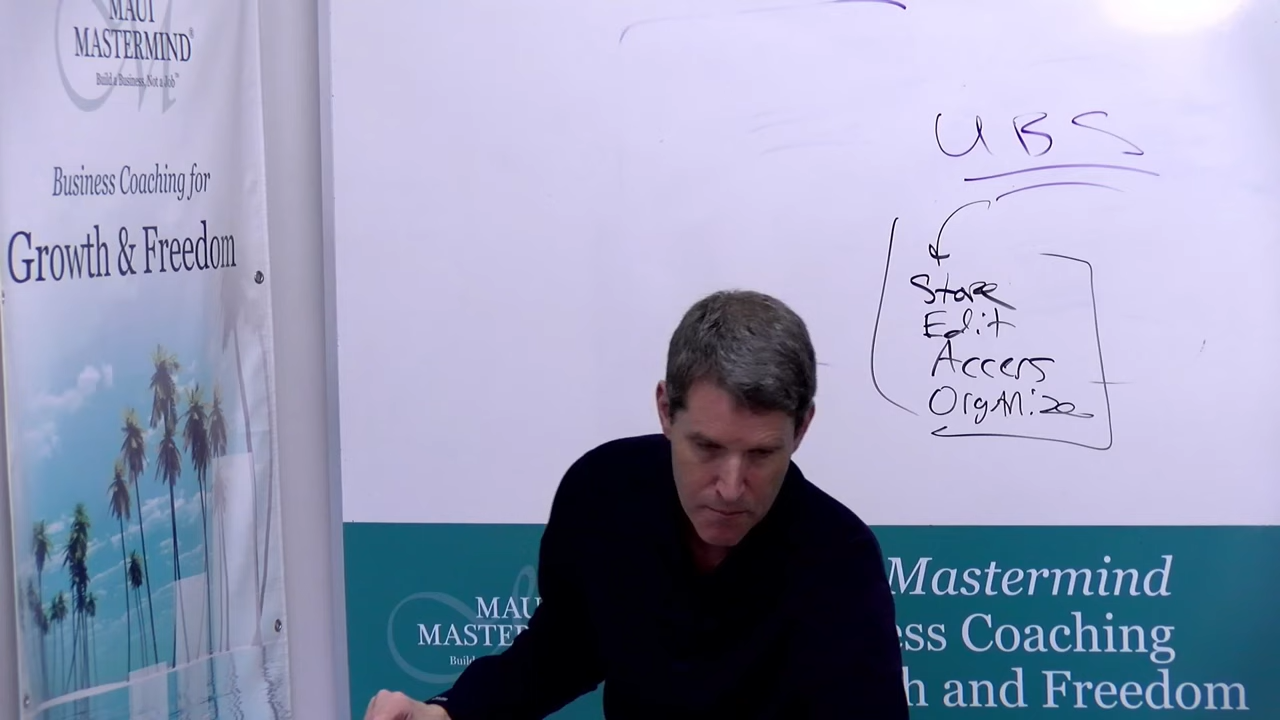 MAUI
MASTERMIND®
Build a Business, Not a Job™
Business Coaching for
Growth & Freedom
UBS
Store
Edit
Access
Organize
MAU
MASTER
Build
Mastermind
ess Coaching
h and Freedom